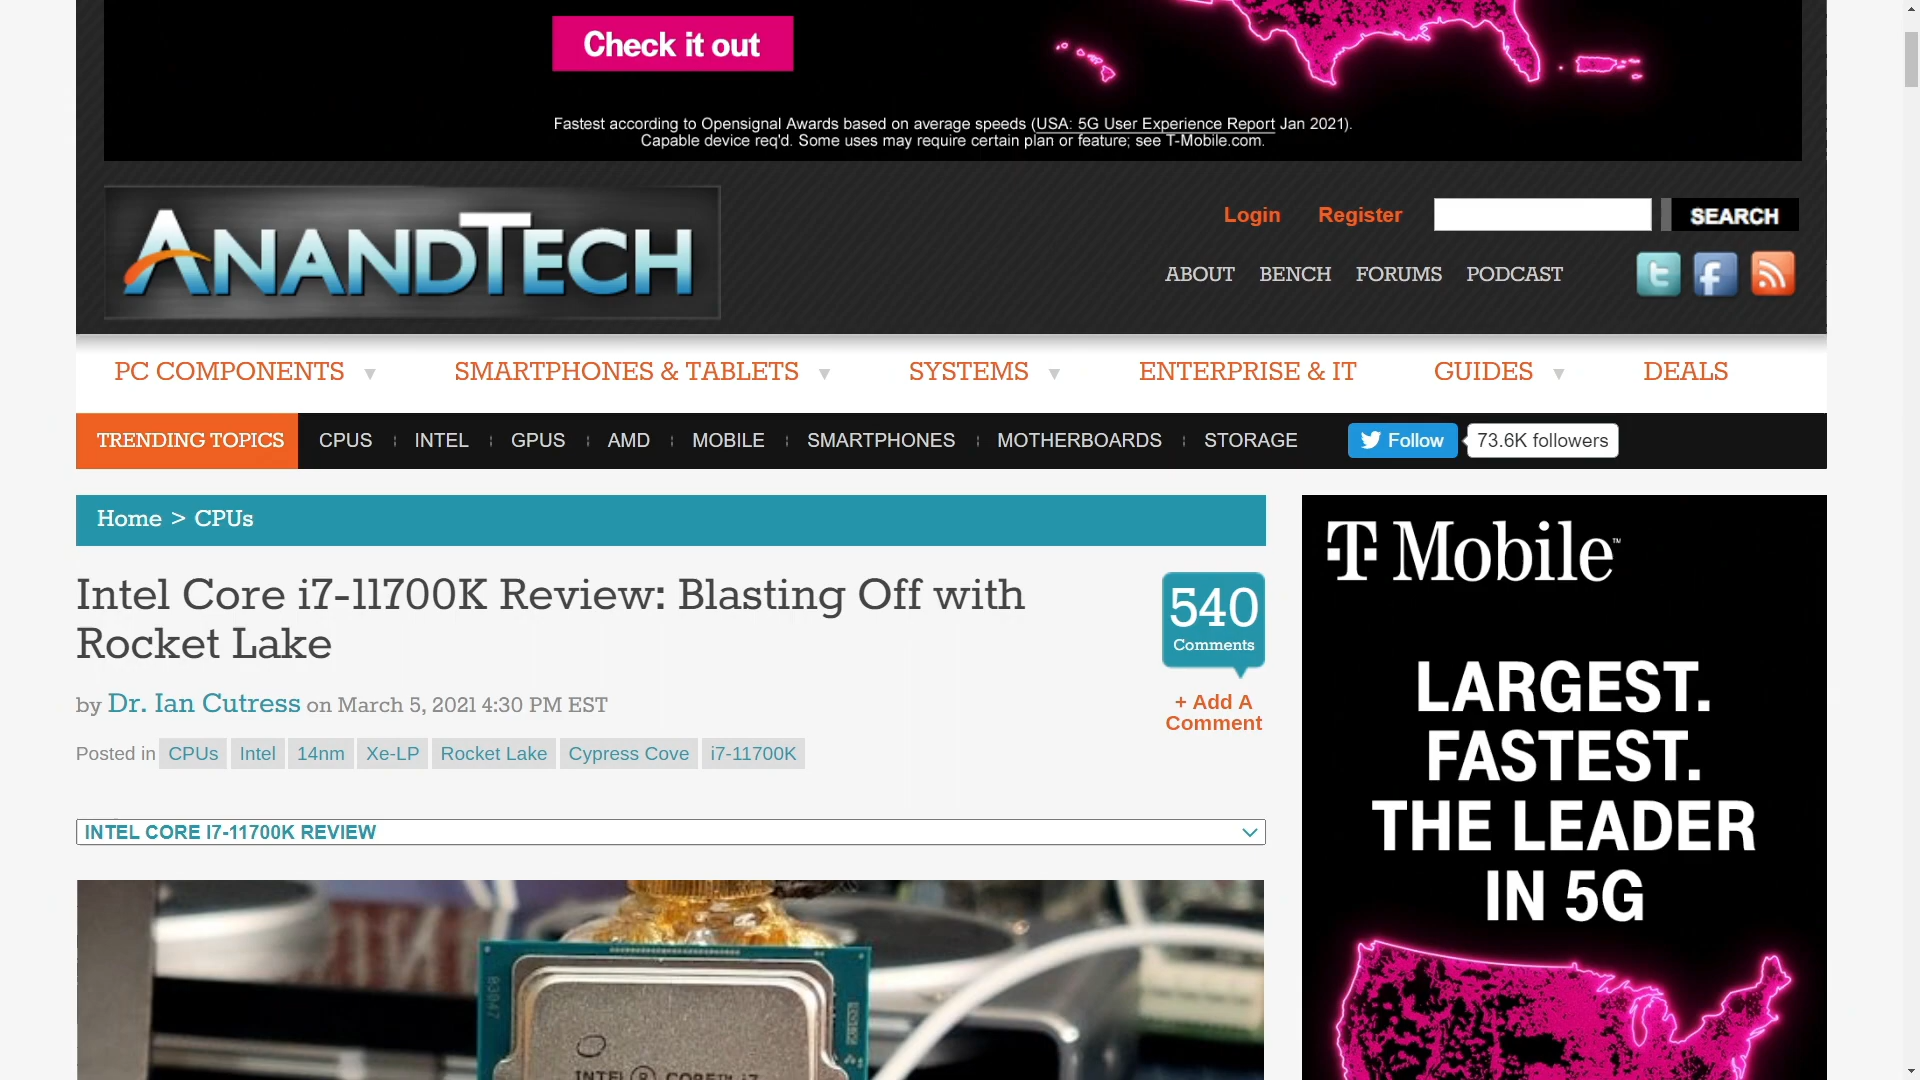 Check it out
Fastest according to Opensignal Awards based on average speeds (USA: 5G User Experience Report Jan 2021).
Capable device req'd. Some uses may require certain plan or feature; see T-Mobile.com.
ANANDTECH
Login Register SEARCH
ABOUT BENCH FORUMS PODCAST
PC COMPONENTS SMARTPHONES & TABLETS SYSTEMS ENTERPRISE & IT GUIDES DEALS
TRENDING TOPICS CPUS INTEL GPUS AMD MOBILE SMARTPHONES MOTHERBOARDS STORAGE Follow 73.6K followers
Home > CPUs
Intel Core i7-11700K Review: Blasting Off with
Rocket Lake
by Dr. Ian Cutress on March 5, 2021 4:30 PM EST
Posted in CPUs Intel 14nm Xe-LP Rocket Lake Cypress Cove i7-11700K
540
Comments
+ Add A
Comment
INTEL CORE I7-11700K REVIEW
INTEL® CORE™ i7
T Mobile™
LARGEST.
FASTEST.
THE LEADER
IN 5G